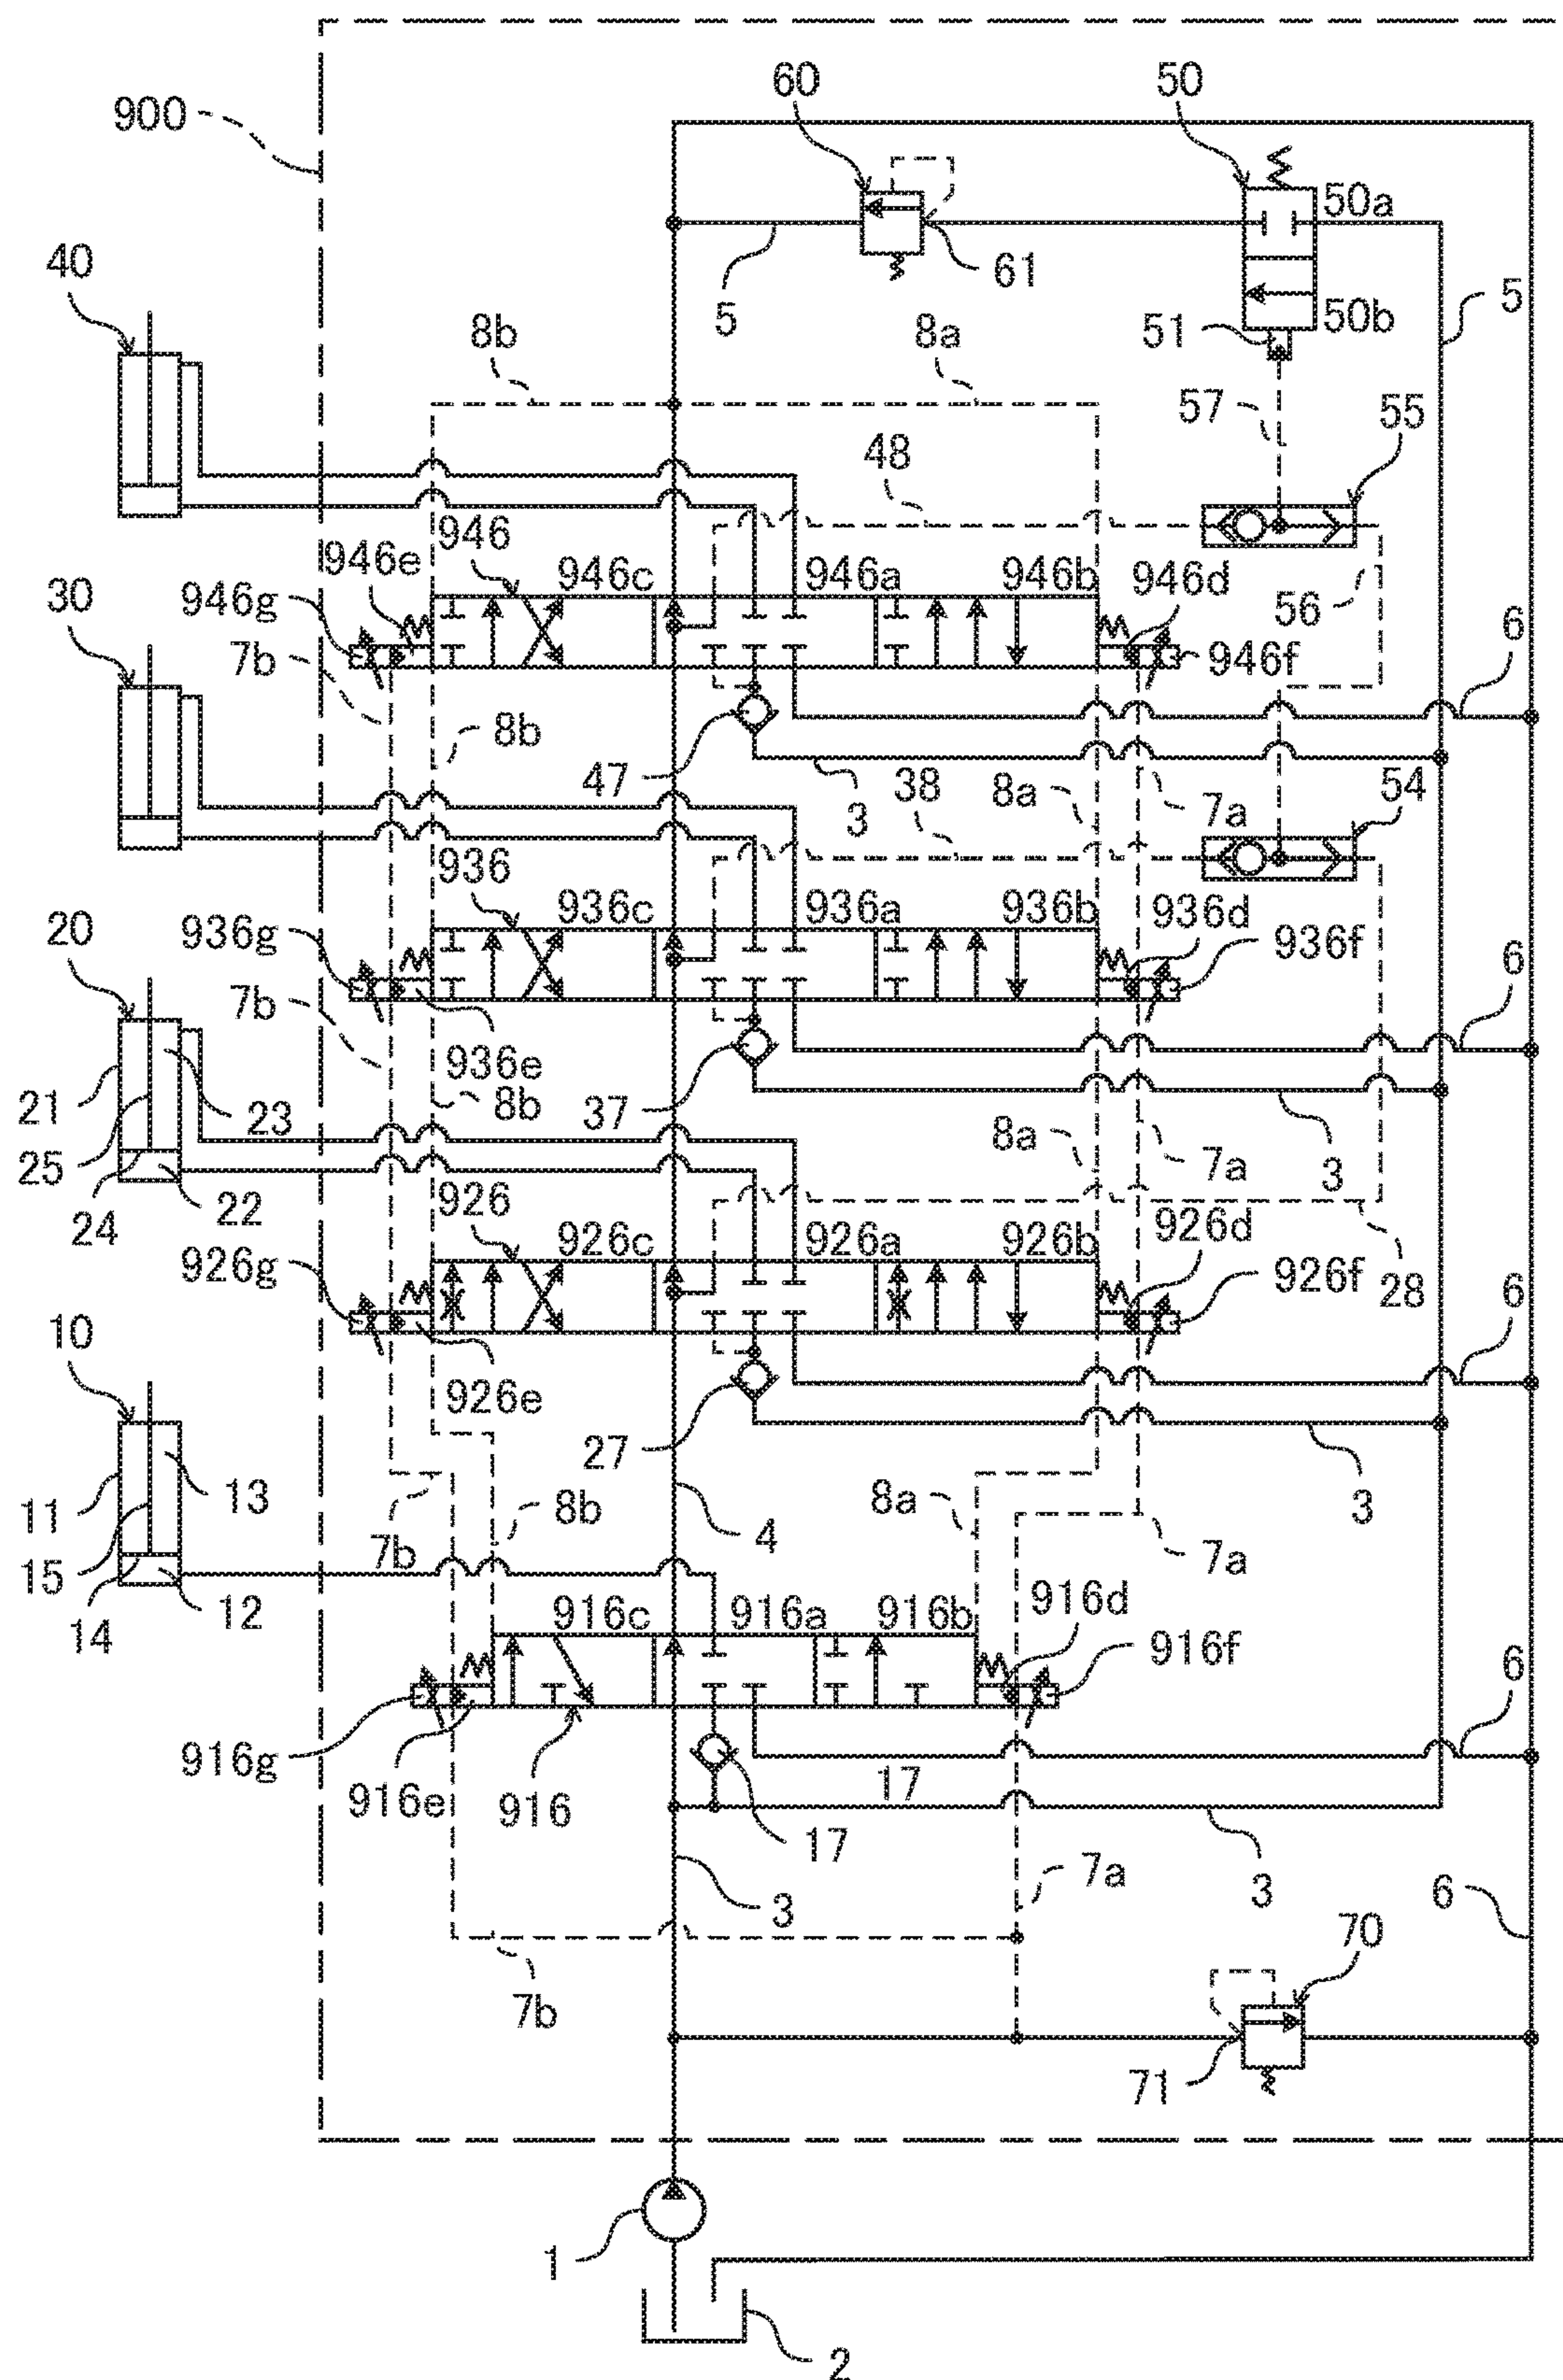 60 50
900
50a
40
61
5 5
8b 8a
51 50b
57 55
48
946
946e 946c 946a 946b 946d
946g
30 56
6
7b 946f
8b
47 38 8a 54
3 7a
936
936c 936a 936b 936d
20 936g 936f
6
7b
936e
21 23 37
8b
8a
25 7a 3
24 22
926
926c 926a 926b 926d
926g 926f
28 6
10
926e
27
13 8a 3
11 8b 4
15 7b 7a
14 12
916c 916a 916b 916d
916f
6
916g
916e 916 17
17
7a
3 3 6
70
7b
71
1
2